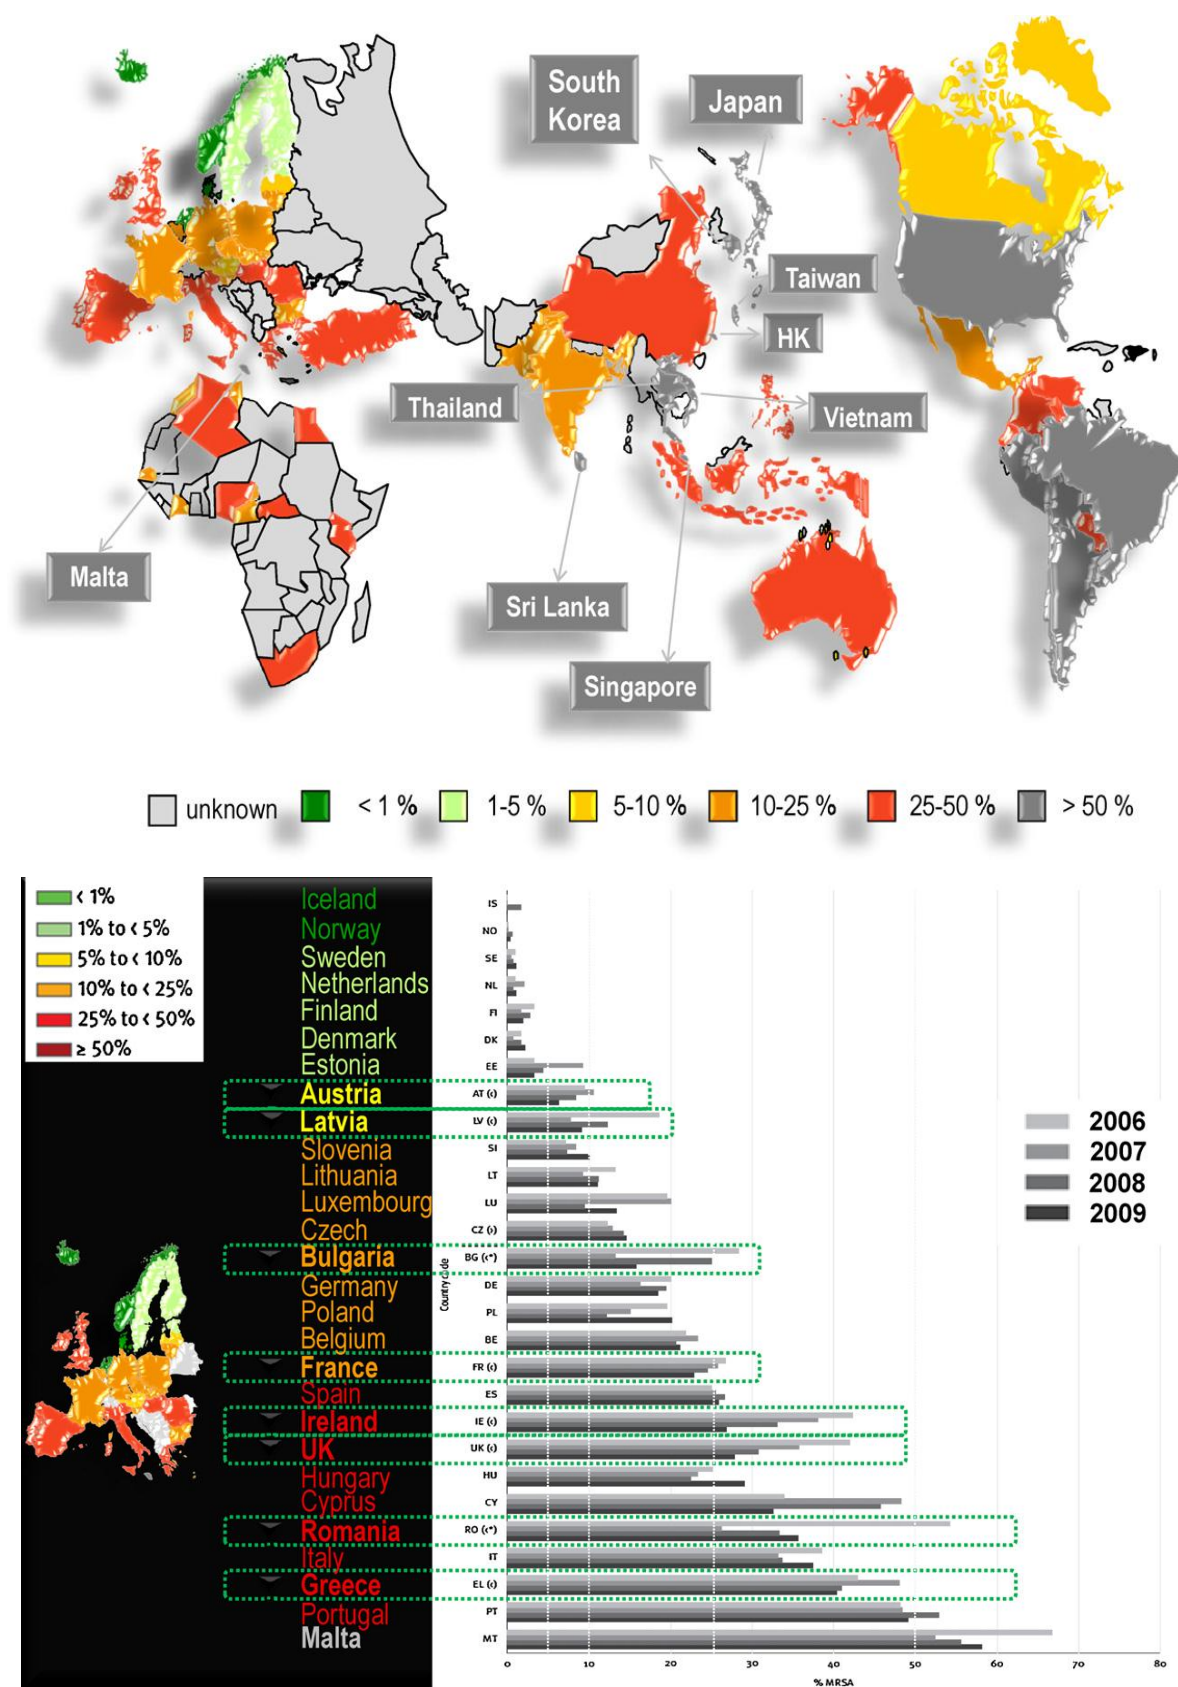 South
Korea
Japan
Taiwan
HK
Thailand
Vietnam
Malta
Sri Lanka
Singapore
unknown
< 1 %
1-5 %
5-10 %
10-25 %
25-50 %
> 50 %
< 1%
1% to < 5%
5% to < 10%
10% to < 25%
25% to < 50%
≥ 50%
Iceland
Norway
Sweden
Netherlands
Finland
Denmark
Estonia
Austria
Latvia
Slovenia
Lithuania
Luxembourg
Czech
Bulgaria
Germany
Poland
Belgium
France
Spain
Ireland
UK
Hungary
Cyprus
Romania
Italy
Greece
Portugal
Malta
Country code
IS
NO
SE
NL
FI
DK
EE
AT (<)
LV (<)
SI
LT
LU
CZ (>)
BG (<*)
DE
PL
BE
FR (<)
ES
IE (<)
UK (<)
HU
CY
RO (<*)
IT
EL (<)
PT
MT
2006
2007
2008
2009
0 10 20 30 40 50 60 70 80
% MRSA